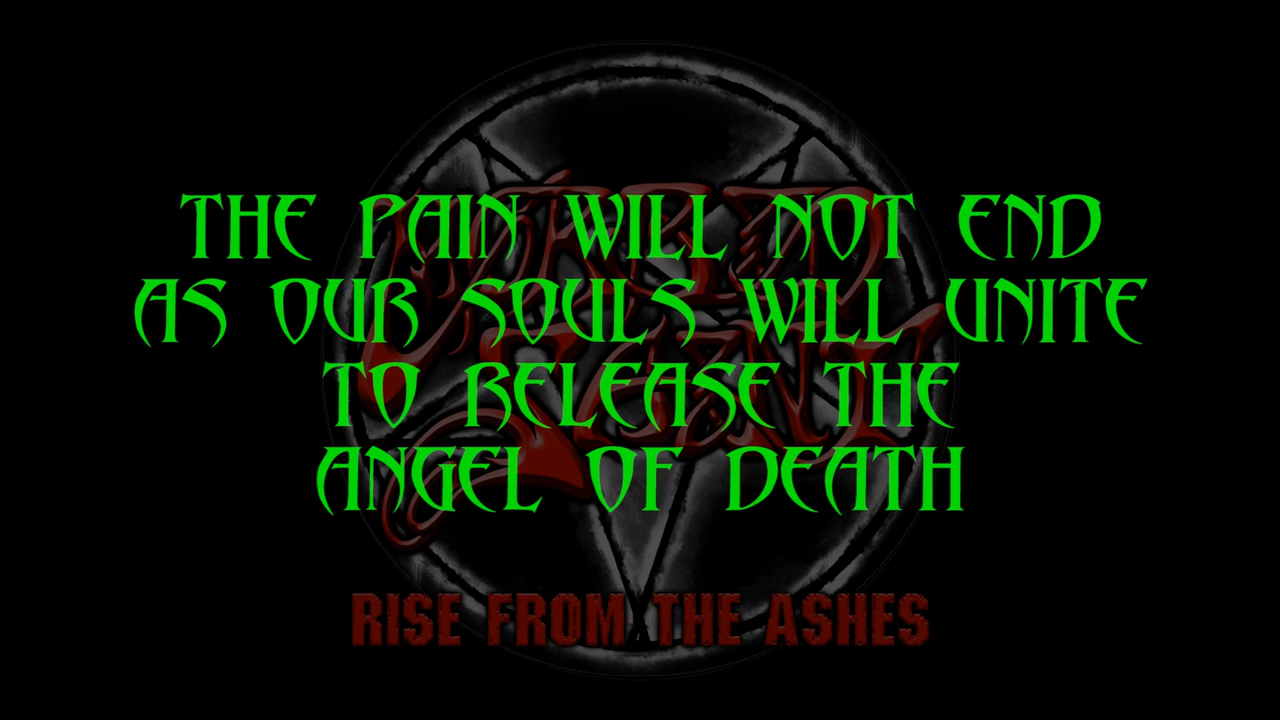 THE PAIN WILL NOT END
AS OUR SOULS WILL UNITE
TO RELEASE THE
ANGEL OF DEATH
RISE FROM THE ASHES